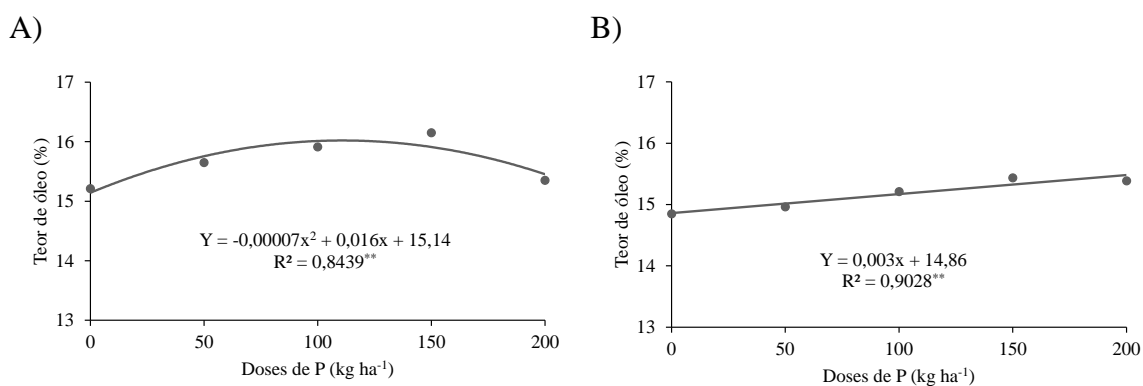 A)
17
16
15
14
13
Teor de óleo (%)
Y = -0,00007x² + 0,016x + 15,14
R² = 0,8439**
0 50 100 150 200
Doses de P (kg ha⁻¹)
B)
17
16
15
14
13
Teor de óleo (%)
Y = 0,003x + 14,86
R² = 0,9028**
0 50 100 150 200
Doses de P (kg ha⁻¹)